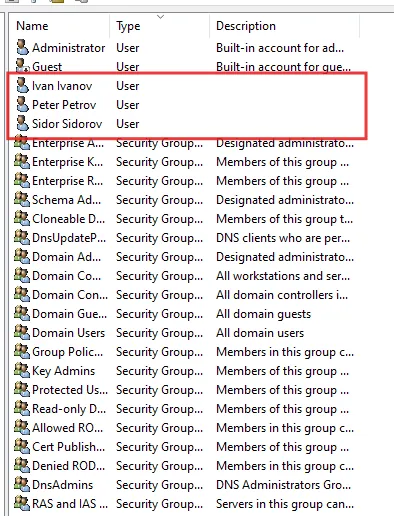 Name Type Description
Administrator User Built-in account for ad...
Guest User Built-in account for gue...
Ivan Ivanov User
Peter Petrov User
Sidor Sidorov User
Enterprise A... Security Group... Designated administrato...
Enterprise K... Security Group... Members of this group ...
Enterprise R... Security Group... Members of this group ...
Schema Ad... Security Group... Designated administrato...
Cloneable D... Security Group... Members of this group t...
DnsUpdateP... Security Group... DNS clients who are per...
Domain Ad... Security Group... Designated administrato...
Domain Co... Security Group... All workstations and ser...
Domain Con... Security Group... All domain controllers i...
Domain Gue... Security Group... All domain guests
Domain Users Security Group... All domain users
Group Polic... Security Group... Members in this group c...
Key Admins Security Group... Members of this group ...
Protected Us... Security Group... Members of this group ...
Read-only D... Security Group... Members of this group ...
Allowed RO... Security Group... Members in this group c...
Cert Publish... Security Group... Members of this group ...
Denied ROD... Security Group... Members in this group c...
DnsAdmins Security Group... DNS Administrators Gro...
RAS and IAS ... Security Group... Servers in this group can...